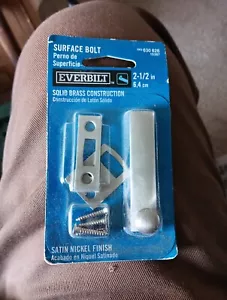 SURFACE BOLT
Perno de
Superficie
EVERBILT
2-1/2 in
6,4 cm
SOLID BRASS CONSTRUCTION
Construcción de Latón Sólido
SATIN NICKEL FINISH
Acabado en Níquel Satinado